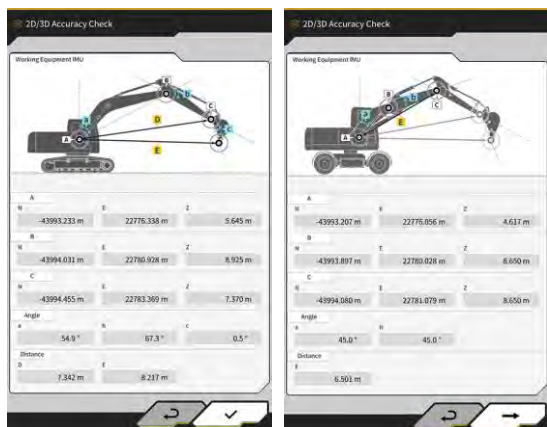 2D/3D Accuracy Check
Working Equipment IMU
B
b
C
a
D
c
A
E
A
N E Z
-43993.233 m 22776.338 m 5.645 m
B
N E Z
-43994.031 m 22780.928 m 8.925 m
C
N E Z
-43994.455 m 22783.369 m 7.370 m
Angle
a b c
54.9 ° 67.3 ° 0.5 °
Distance
D E
7.342 m 8.217 m
2D/3D Accuracy Check
Working Equipment IMU
B
b
C
a
E
A
A
N E Z
-43993.207 m 22776.056 m 4.617 m
B
N E Z
-43993.897 m 22780.028 m 8.650 m
C
N E Z
-43994.080 m 22781.079 m 8.650 m
Angle
a b
45.0 ° 45.0 °
Distance
E
6.501 m